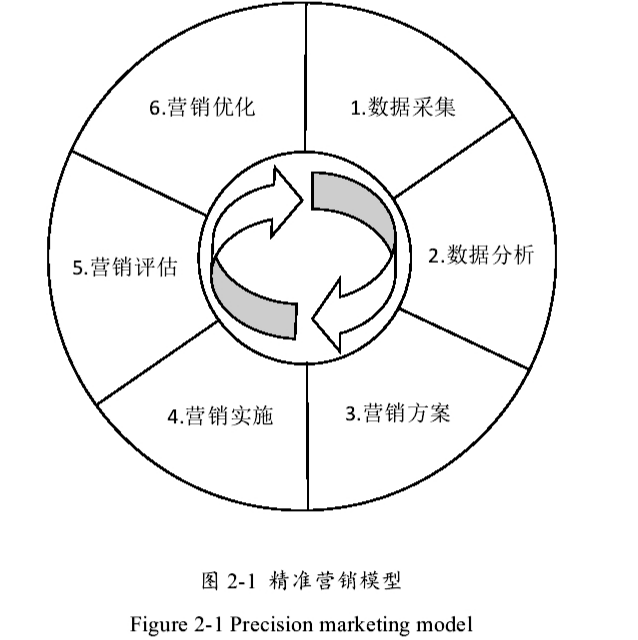 1.数据采集
2.数据分析
3.营销方案
4.营销实施
5.营销评估
6.营销优化
图 2-1 精准营销模型
Figure 2-1 Precision marketing model